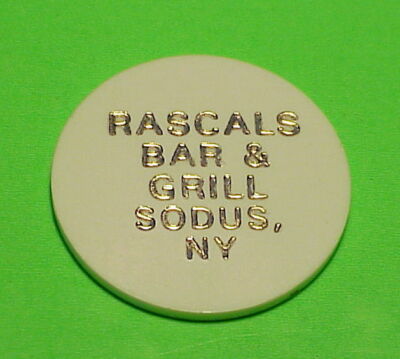 RASCALS
BAR &
GRILL
SODUS,
NY